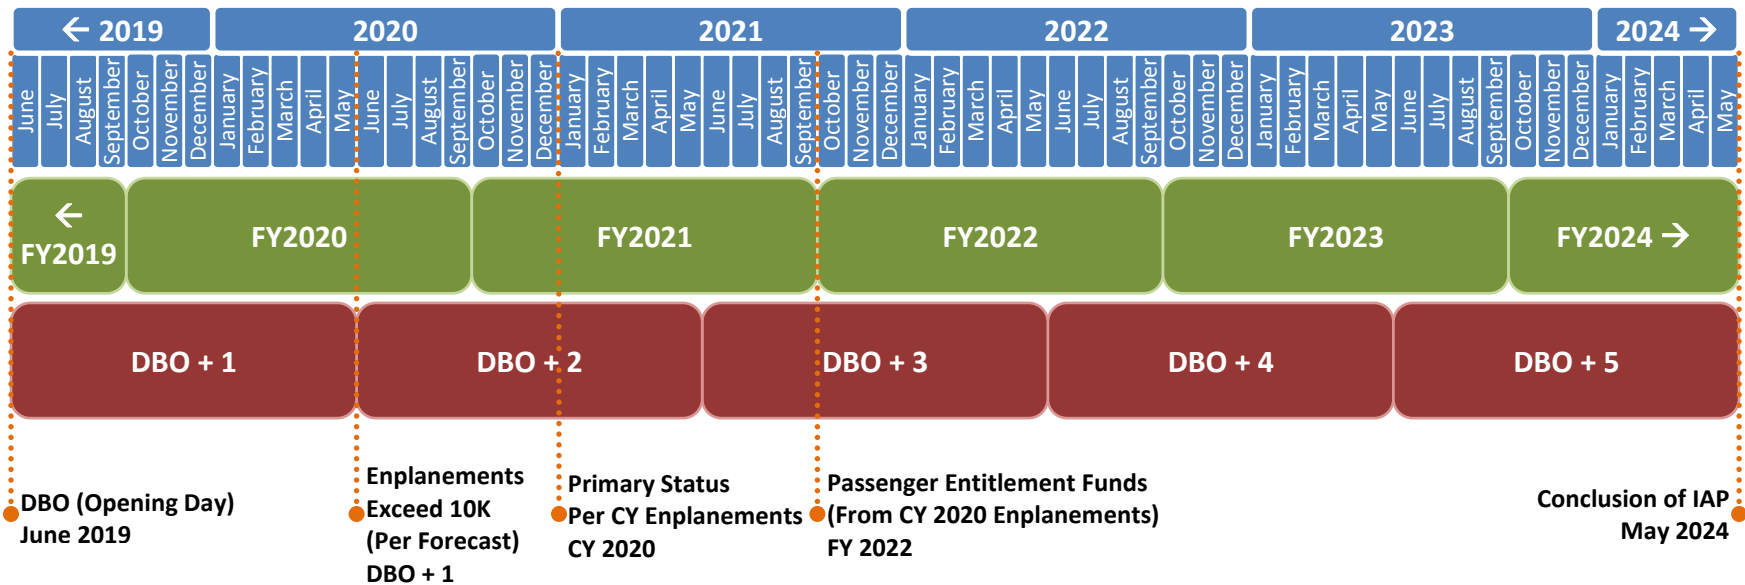 ← 2019 2020 2021 2022 2023 2024 →
June July August September October November December January February March April May June July August September October November December January February March April May June July August September October November December January February March April May June July August September October November December January February March April May June July August September October November December January February March April May
← FY2019 FY2020 FY2021 FY2022 FY2023 FY2024 →
DBO + 1 DBO + 2 DBO + 3 DBO + 4 DBO + 5
DBO (Opening Day)
June 2019
Enplanements
Exceed 10K
(Per Forecast)
DBO + 1
Primary Status
Per CY Enplanements
CY 2020
Passenger Entitlement Funds
(From CY 2020 Enplanements)
FY 2022
Conclusion of IAP
May 2024